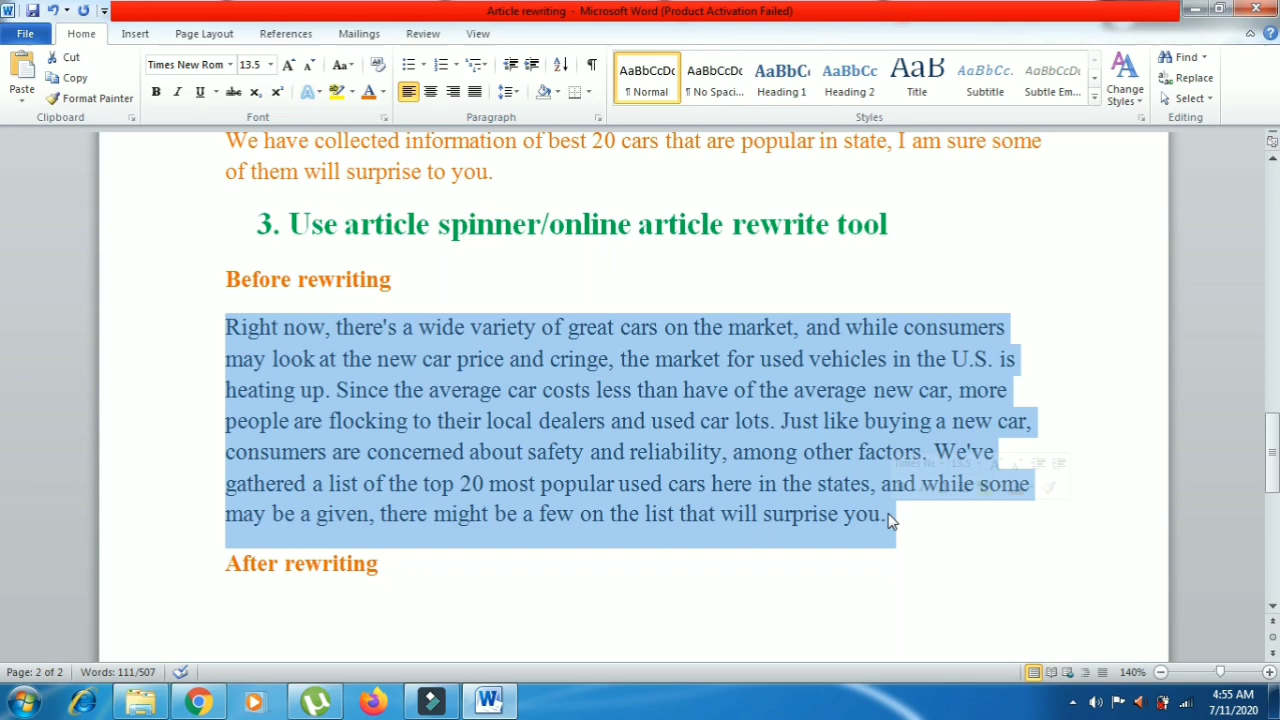 Article rewriting - Microsoft Word (Product Activation Failed)
File Home Insert Page Layout References Mailings Review View
Paste
Cut
Copy
Format Painter
Clipboard
Times New Rom 13.5
Font
Paragraph
AaBbCcDc AaBbCcDc AaBbC AaBbCc AaB AaBbCc. AaBbCcDc
¶ Normal ¶ No Spaci... Heading 1 Heading 2 Title Subtitle Subtle Em...
Styles
Change Styles
Find
Replace
Select
Editing
We have collected information of best 20 cars that are popular in state, I am sure some
of them will surprise to you.
3. Use article spinner/online article rewrite tool
Before rewriting
Right now, there's a wide variety of great cars on the market, and while consumers
may look at the new car price and cringe, the market for used vehicles in the U.S. is
heating up. Since the average car costs less than have of the average new car, more
people are flocking to their local dealers and used car lots. Just like buying a new car,
consumers are concerned about safety and reliability, among other factors. We've
gathered a list of the top 20 most popular used cars here in the states, and while some
may be a given, there might be a few on the list that will surprise you.
After rewriting
Page: 2 of 2 Words: 111/507 140%
4:55 AM
7/11/2020